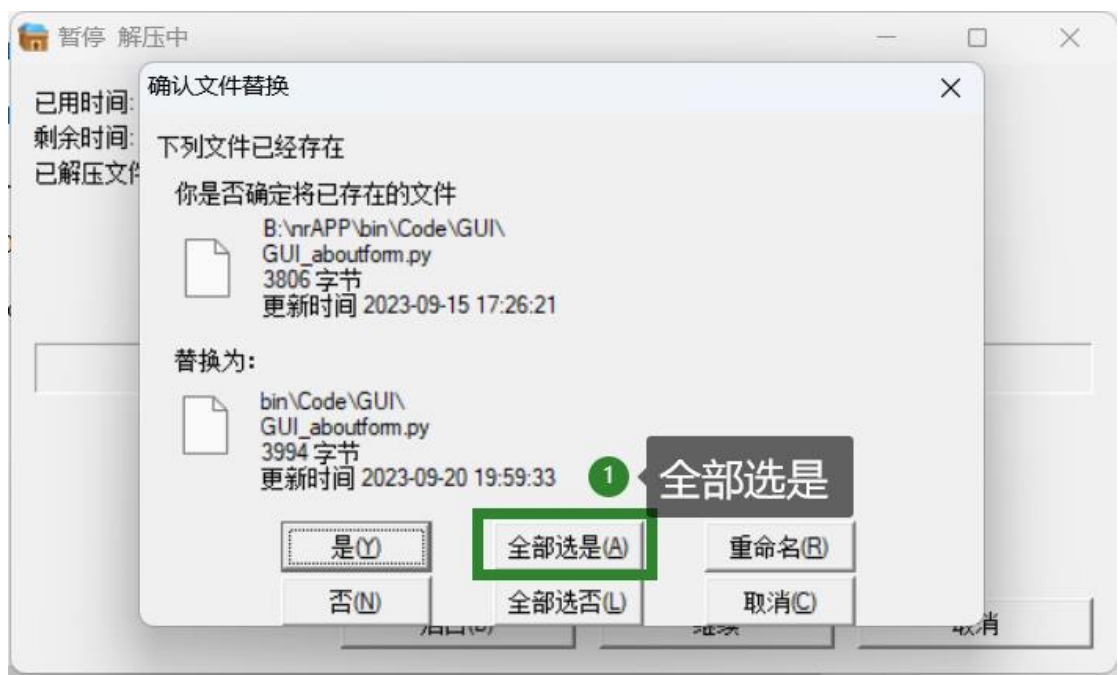 暂停 解压中
确认文件替换
已用时间:
剩余时间:
已解压文件
下列文件已经存在
你是否确定将已存在的文件
B:\nrAPP\bin\Code\GUI\
GUI_aboutform.py
3806 字节
更新时间 2023-09-15 17:26:21
替换为:
bin\Code\GUI\
GUI_aboutform.py
3994 字节
更新时间 2023-09-20 19:59:33
1 全部选是
是(Y) 全部选是(A) 重命名(R)
否(N) 全部选否(L) 取消(C)
继续 取消